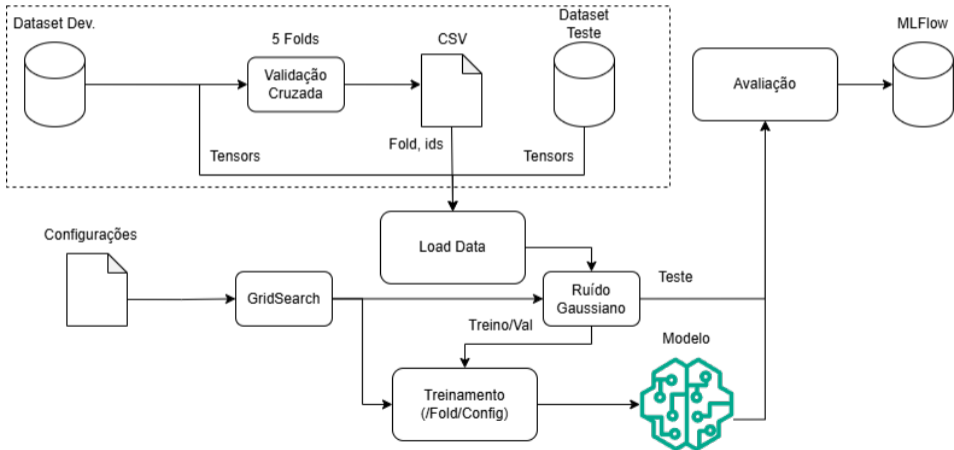 Dataset Dev.
5 Folds
CSV
Dataset
Teste
MLFlow
Validação
Cruzada
Avaliação
Fold, ids
Tensors
Tensors
Configurações
Load Data
GridSearch
Ruído
Gaussiano
Teste
Treino/Val
Modelo
Treinamento
(/Fold/Config)